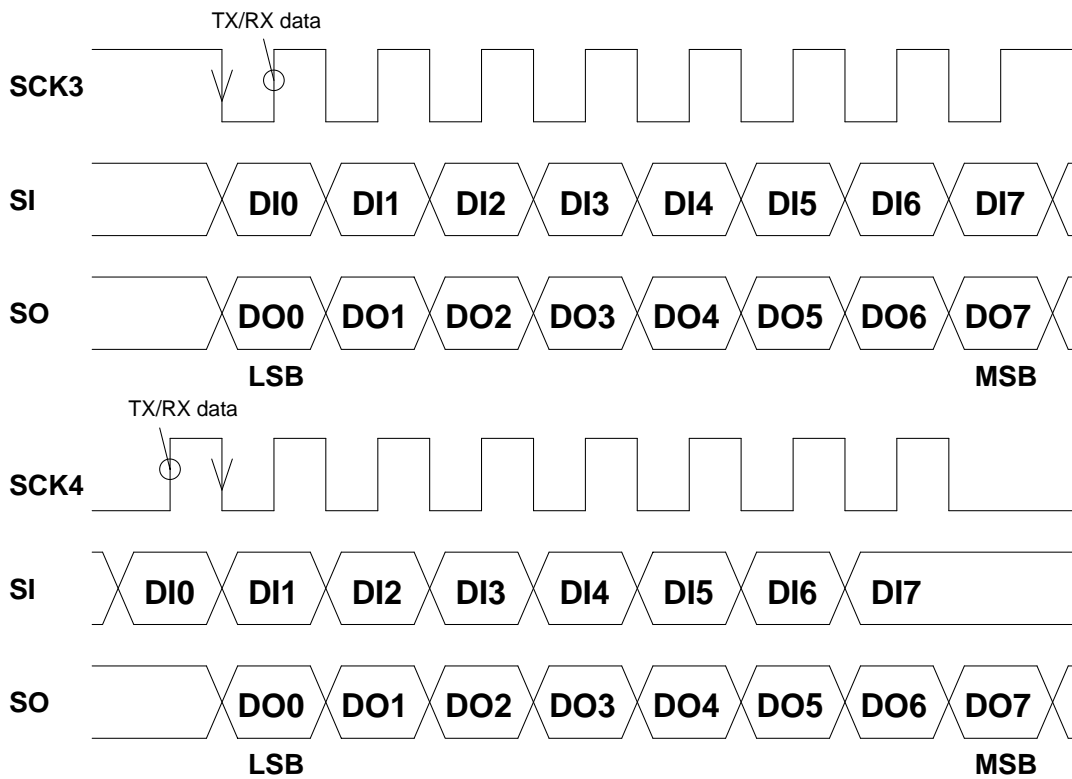 TX/RX data
SCK3
SI DI0 DI1 DI2 DI3 DI4 DI5 DI6 DI7
SO DO0 DO1 DO2 DO3 DO4 DO5 DO6 DO7
LSB MSB
TX/RX data
SCK4
SI DI0 DI1 DI2 DI3 DI4 DI5 DI6 DI7
SO DO0 DO1 DO2 DO3 DO4 DO5 DO6 DO7
LSB MSB